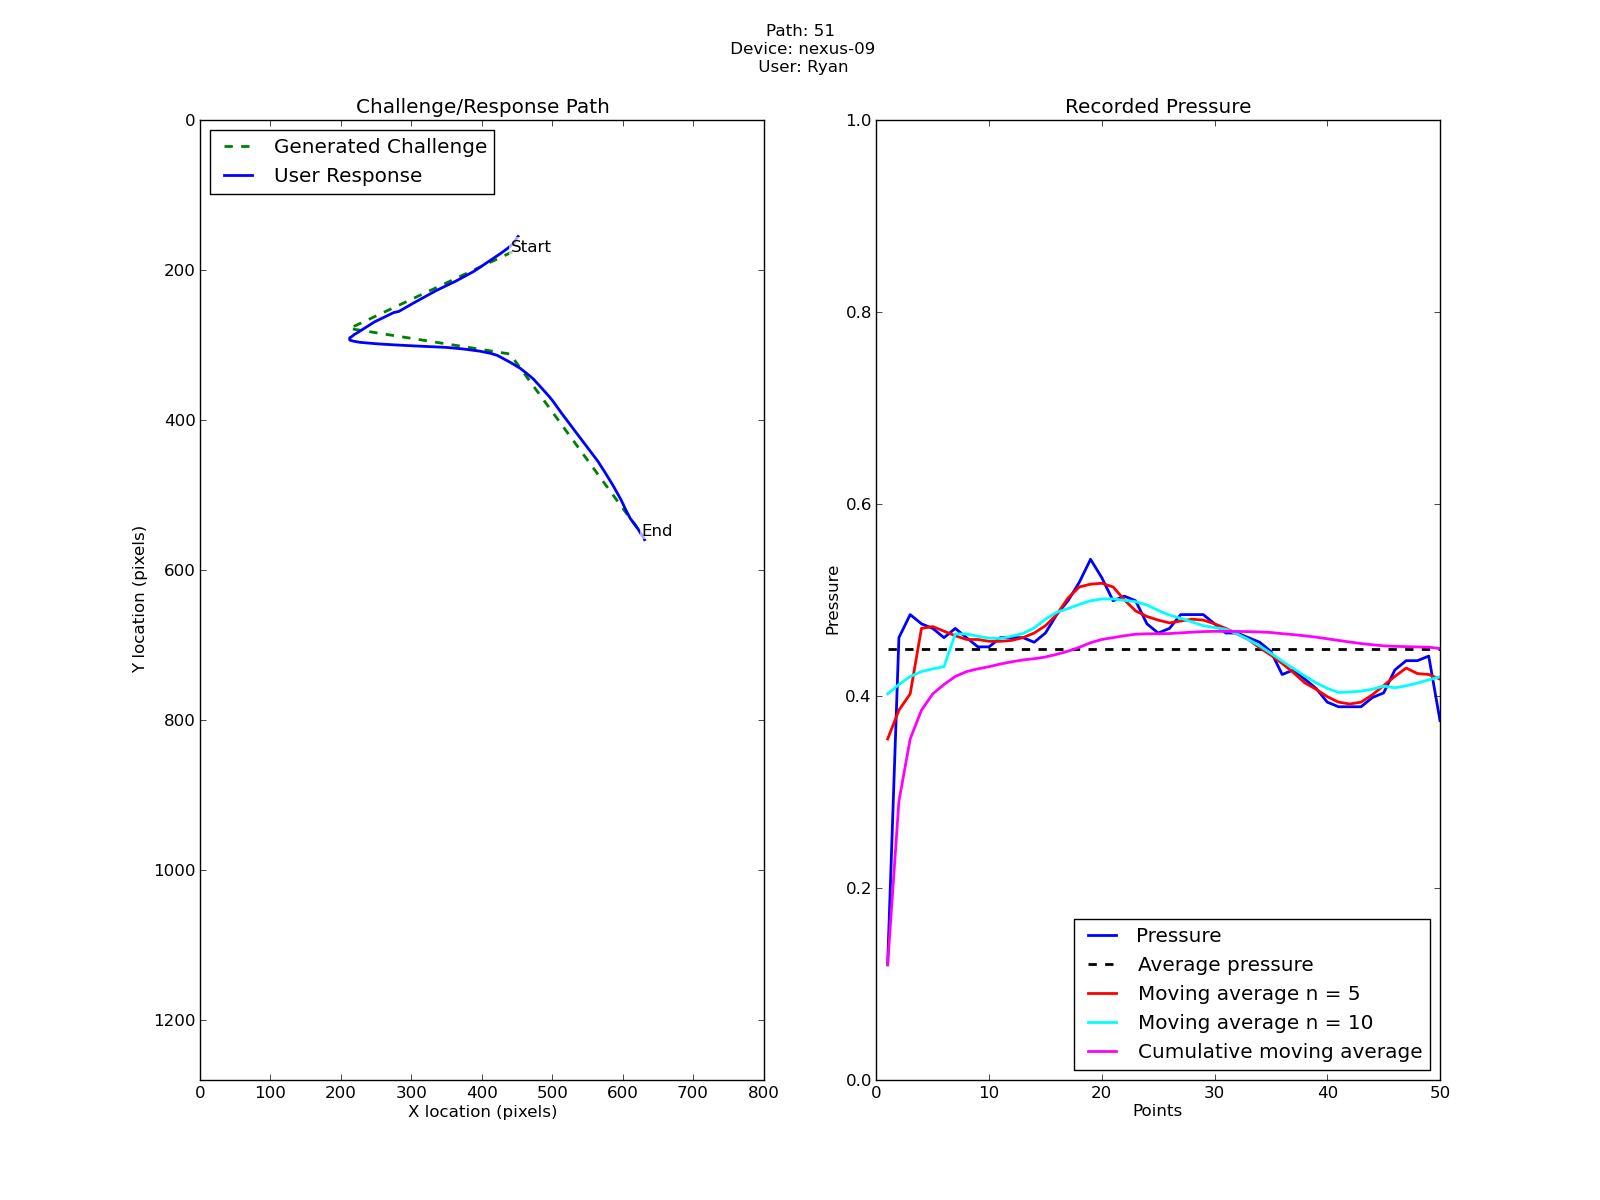 Path: 51
Device: nexus-09
User: Ryan
Challenge/Response Path
0
200
400
600
800
1000
1200
Y location (pixels)
Generated Challenge
User Response
Start
End
0 100 200 300 400 500 600 700 800
X location (pixels)
Recorded Pressure
1.0
0.8
0.6
0.4
0.2
0.0
Pressure
Pressure
Average pressure
Moving average n = 5
Moving average n = 10
Cumulative moving average
0 10 20 30 40 50
Points